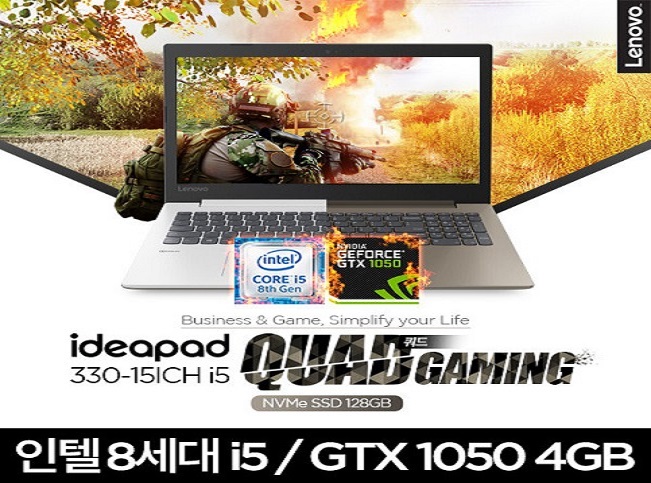 Lenovo
Lenovo
intel
CORE i5
8th Gen
NVIDIA
GEFORCE
GTX 1050
Business & Game, Simplify your Life
ideapad
330-15ICH i5
QUAD 쿼드 GAMING
NVMe SSD 128GB
인텔 8세대 i5 / GTX 1050 4GB